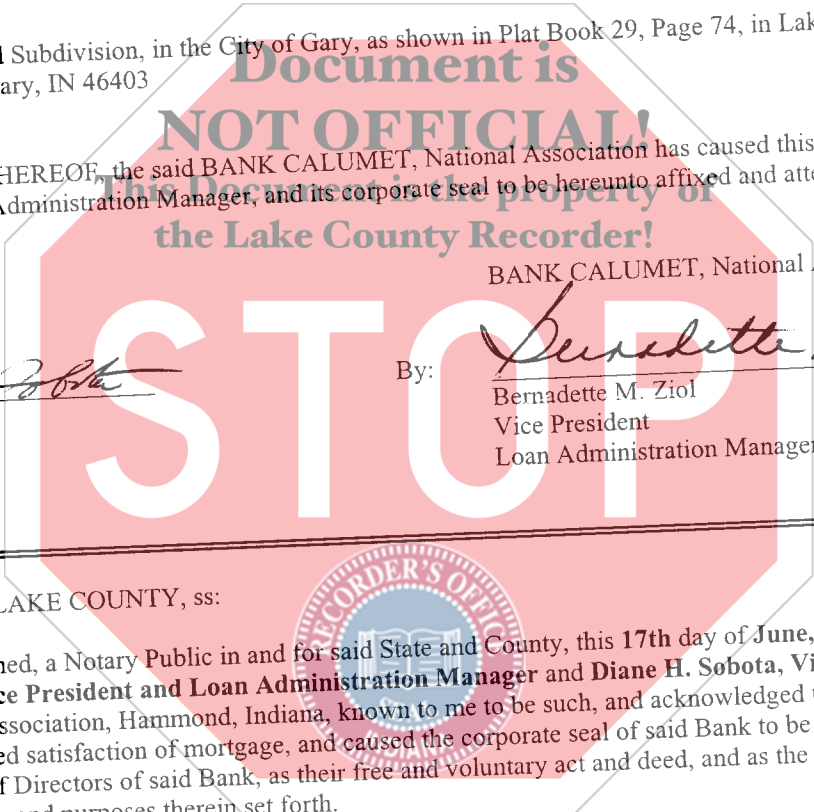 Subdivision, in the City of Gary, as shown in Plat Book 29, Page 74, in Lak
ary, IN 46403
Document is
NOT OFFICIAL!
This Document is the property of
the Lake County Recorder!
HEREOF, the said BANK CALUMET, National Association has caused this
Administration Manager, and its corporate seal to be hereunto affixed and atte
BANK CALUMET, National
STOP
By: Bernadette
Bernadette M. Ziol
Vice President
Loan Administration Manager
LAKE COUNTY, ss:
RECORDER'S OFFICE
INDIANA
ned, a Notary Public in and for said State and County, this 17th day of June,
ce President and Loan Administration Manager and Diane H. Sobota, Vi
ssociation, Hammond, Indiana, known to me to be such, and acknowledged
ed satisfaction of mortgage, and caused the corporate seal of said Bank to be
f Directors of said Bank, as their free and voluntary act and deed, and as the
and purposes therein set forth.